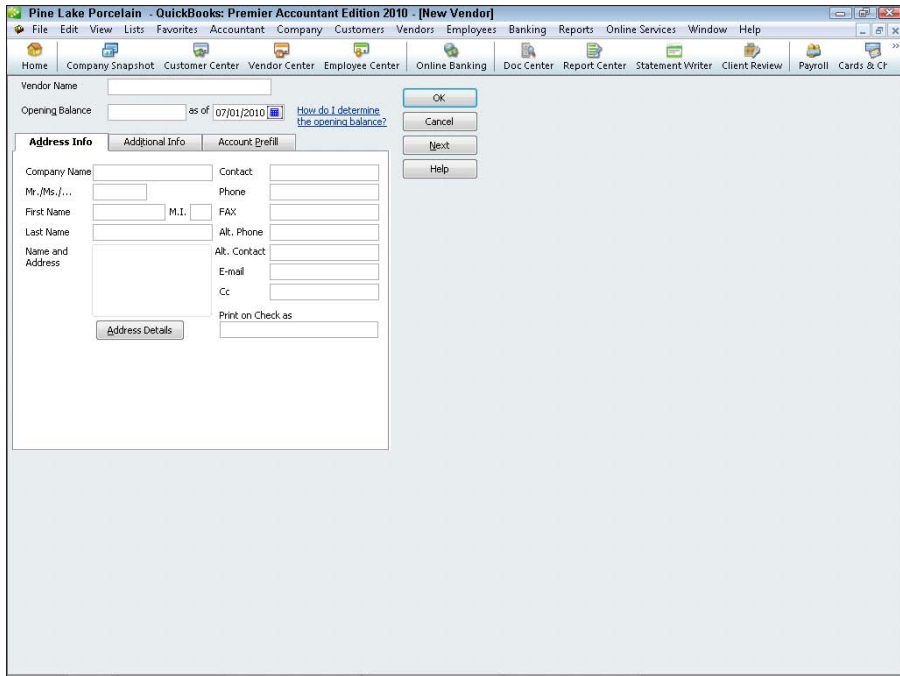 Pine Lake Porcelain - QuickBooks: Premier Accountant Edition 2010 - [New Vendor]
File Edit View Lists Favorites Accountant Company Customers Vendors Employees Banking Reports Online Services Window Help
Home Company Snapshot Customer Center Vendor Center Employee Center Online Banking Doc Center Report Center Statement Writer Client Review Payroll Cards & Ch
Vendor Name
OK
Opening Balance as of 07/01/2010 How do I determine
the opening balance?
Cancel
Address Info Additional Info Account Prefill
Next
Help
Company Name Contact
Mr./Ms./... Phone
First Name M.I. FAX
Last Name Alt. Phone
Name and
Address
Alt. Contact
E-mail
Cc
Print on Check as
Address Details